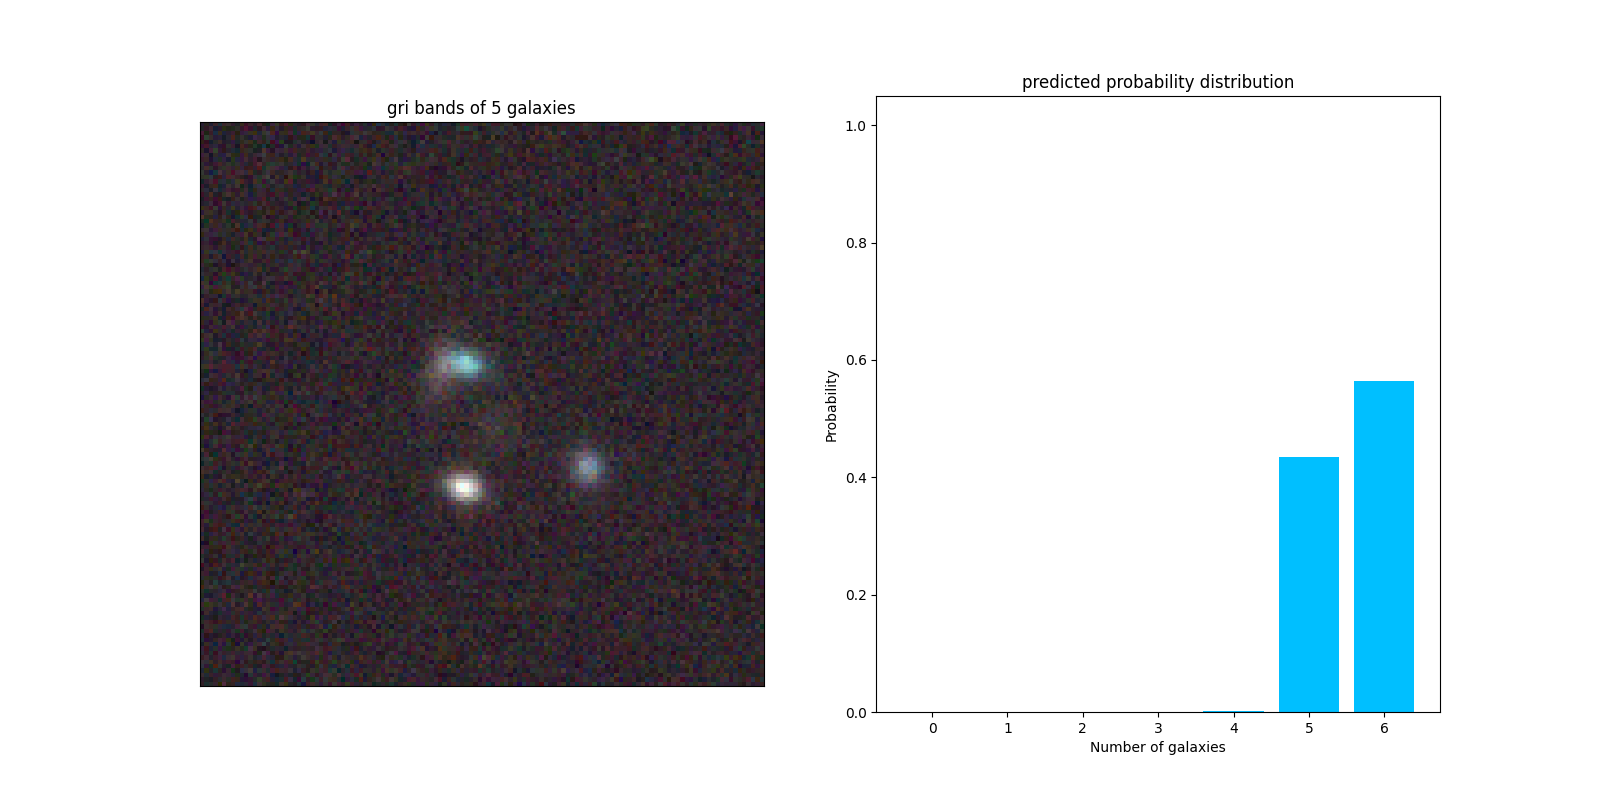 gri bands of 5 galaxies
predicted probability distribution
1.0
0.8
0.6
0.4
0.2
0.0
Probability
0 1 2 3 4 5 6
Number of galaxies